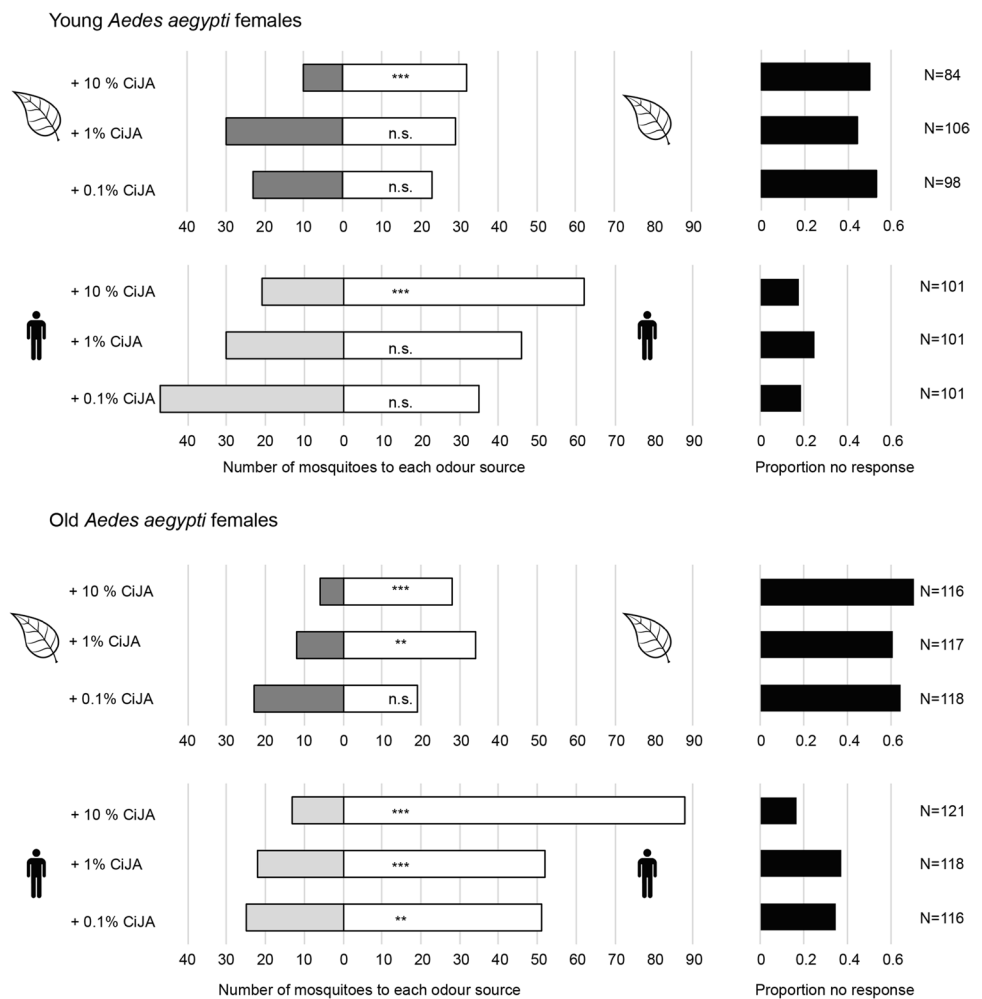 Young Aedes aegypti females
+ 10 % CiJA *** N=84
+ 1% CiJA n.s. N=106
+ 0.1% CiJA n.s. N=98
40 30 20 10 0 10 20 30 40 50 60 70 80 90 0 0.2 0.4 0.6
+ 10 % CiJA *** N=101
+ 1% CiJA n.s. N=101
+ 0.1% CiJA n.s. N=101
40 30 20 10 0 10 20 30 40 50 60 70 80 90 0 0.2 0.4 0.6
Number of mosquitoes to each odour source Proportion no response
Old Aedes aegypti females
+ 10 % CiJA *** N=116
+ 1% CiJA ** N=117
+ 0.1% CiJA n.s. N=118
40 30 20 10 0 10 20 30 40 50 60 70 80 90 0 0.2 0.4 0.6
+ 10 % CiJA *** N=121
+ 1% CiJA *** N=118
+ 0.1% CiJA ** N=116
40 30 20 10 0 10 20 30 40 50 60 70 80 90 0 0.2 0.4 0.6
Number of mosquitoes to each odour source Proportion no response